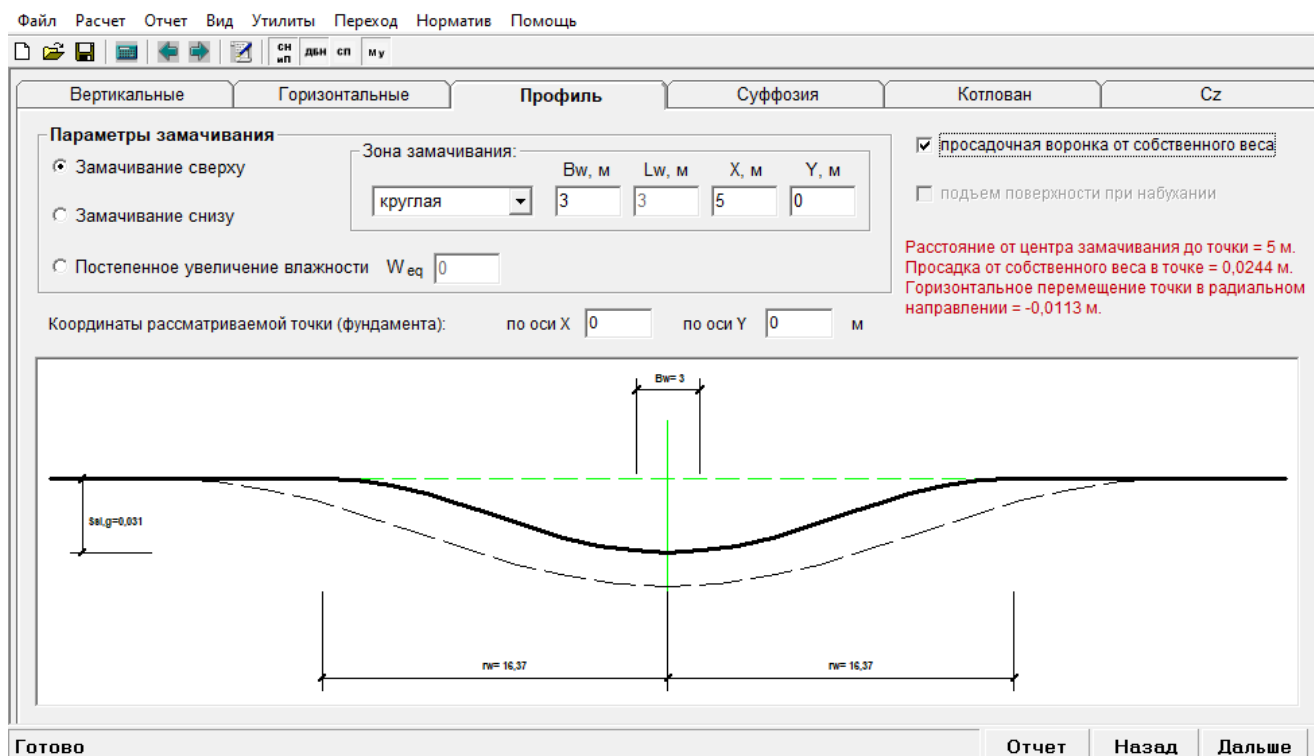 Файл Расчет Отчет Вид Утилиты Переход Норматив Помощь
СН иП ДБН СП Му
Вертикальные Горизонтальные Профиль Суффозия Котлован Cz
Параметры замачивания
Замачивание сверху
Замачивание снизу
Постепенное увеличение влажности W eq 0
Зона замачивания:
Bw, м Lw, м X, м Y, м
круглая 3 3 5 0
просадочная воронка от собственного веса
подъем поверхности при набухании
Расстояние от центра замачивания до точки = 5 м.
Просадка от собственного веса в точке = 0,0244 м.
Горизонтальное перемещение точки в радиальном
направлении = -0,0113 м.
Координаты рассматриваемой точки (фундамента): по оси X 0 по оси Y 0 м
Bw= 3
Ssl,g=0,031
rw= 16,37 rw= 16,37
Готово Отчет Назад Дальше